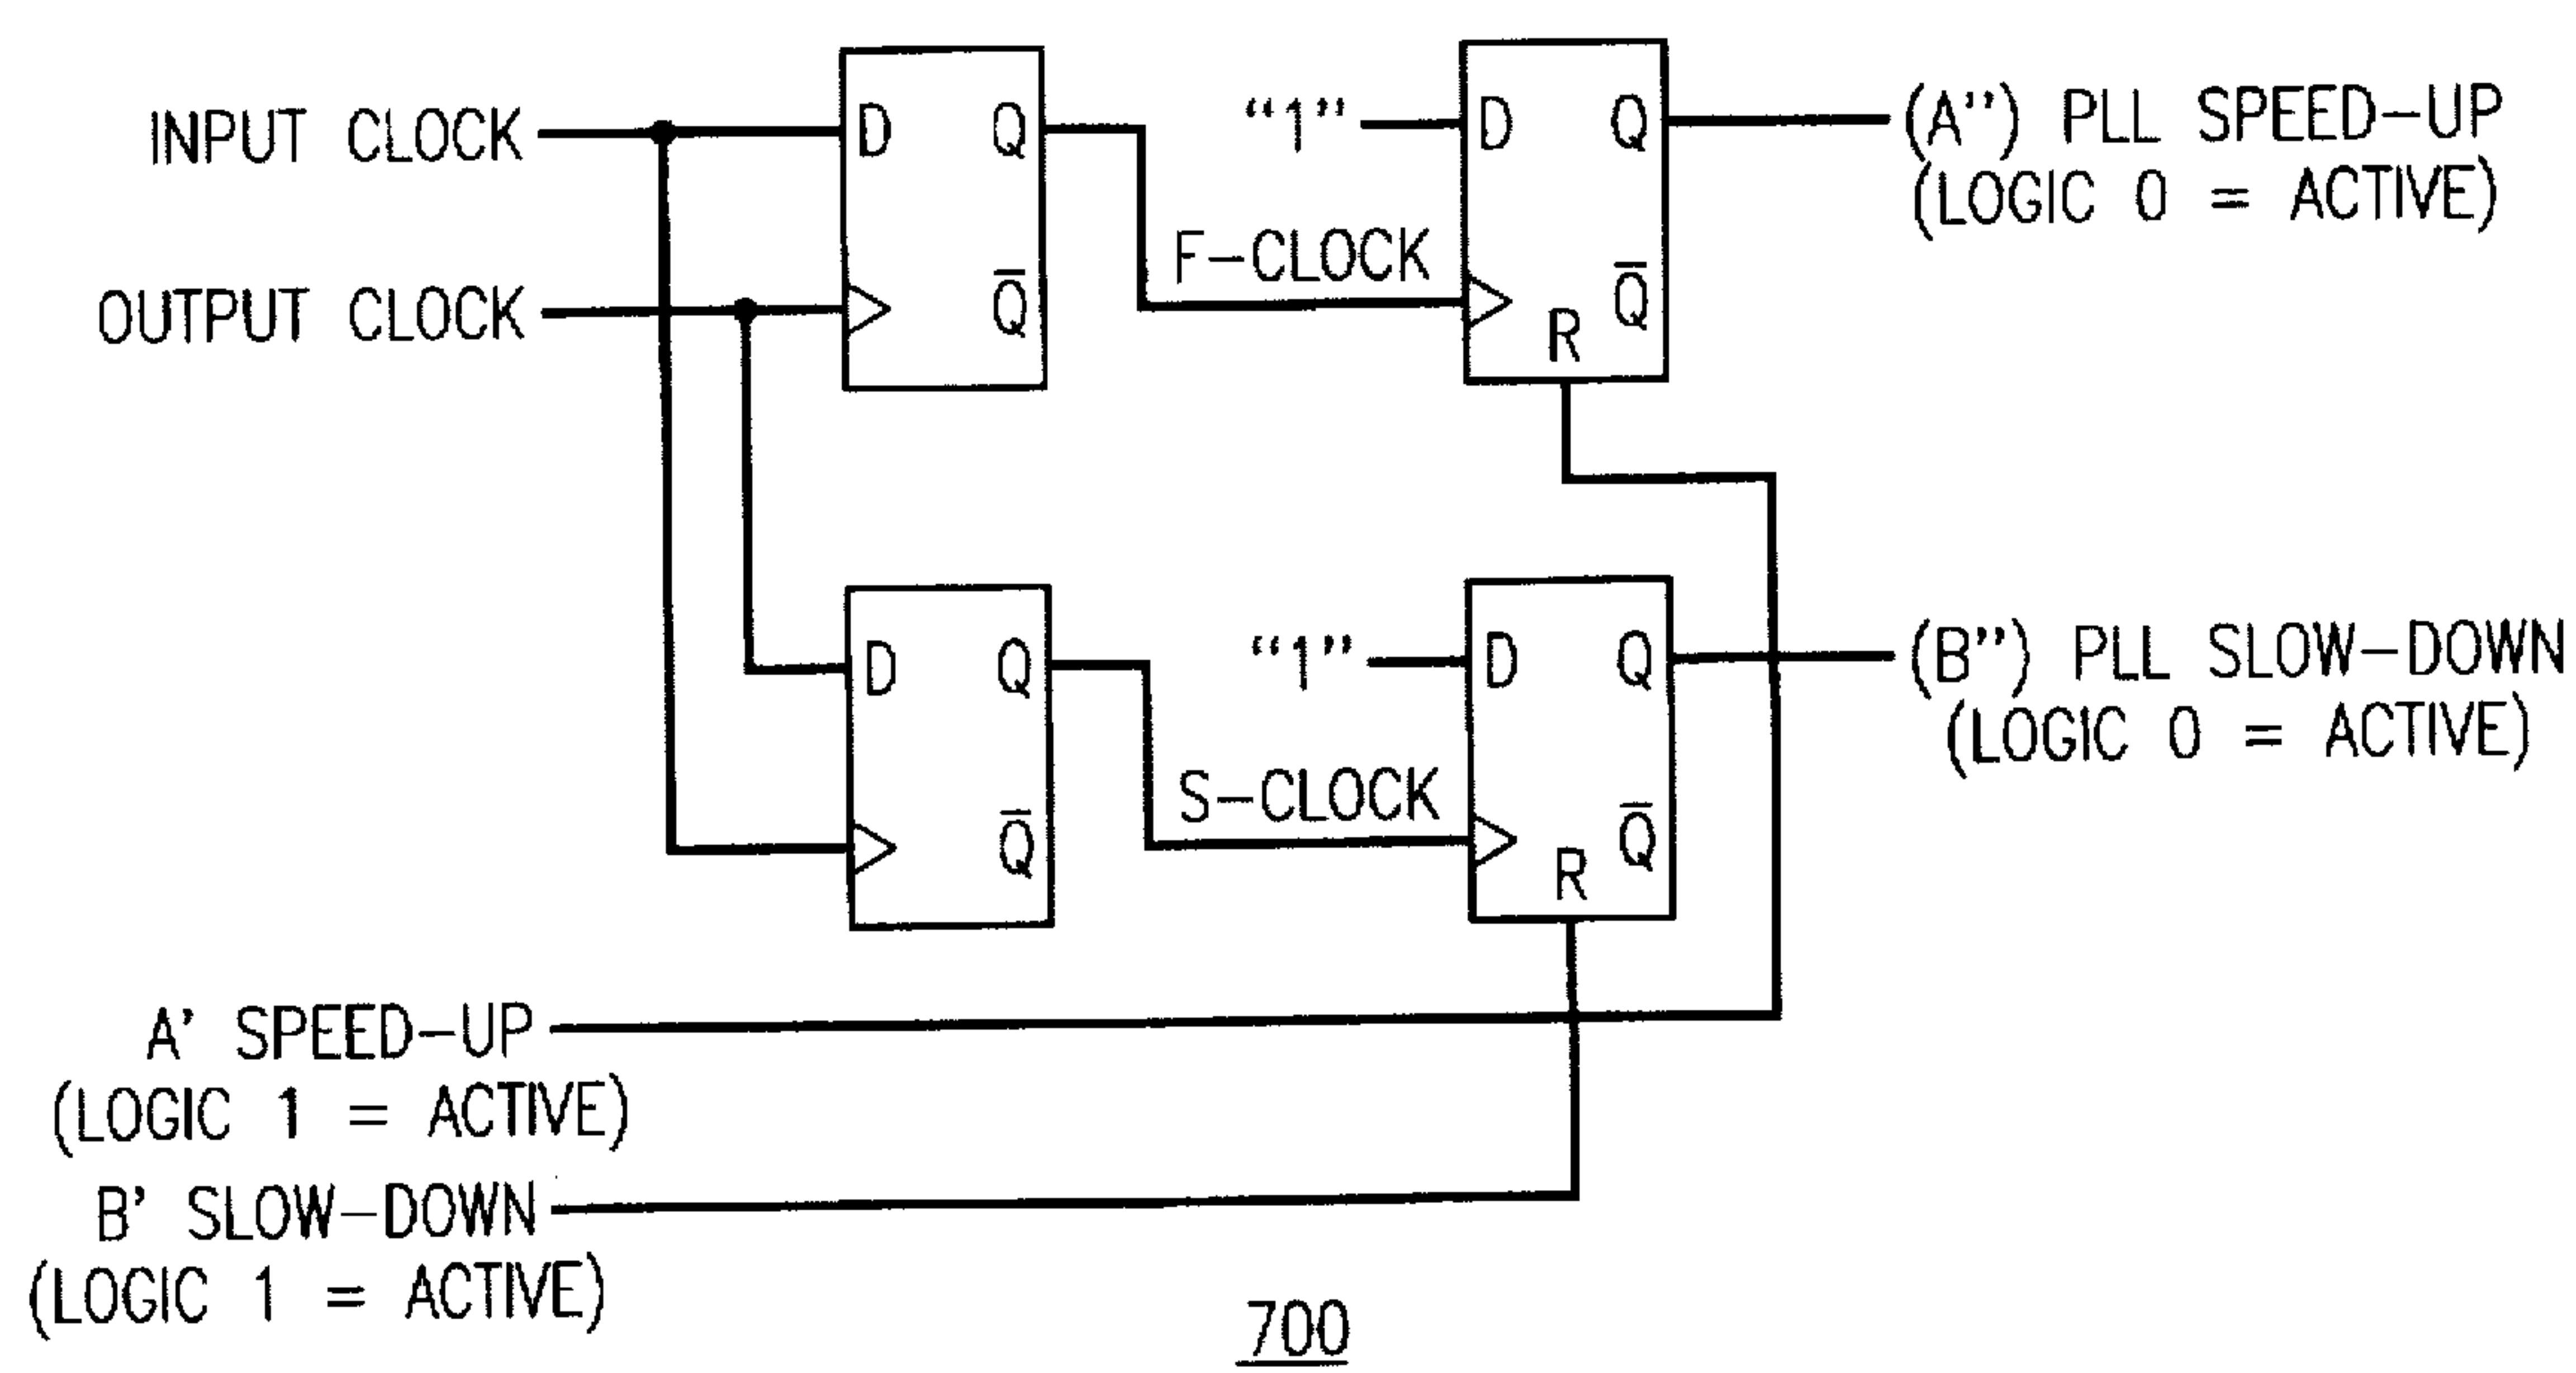 INPUT CLOCK
OUTPUT CLOCK
D Q
Q̅
F-CLOCK
“1”
D Q
Q̅
R
(A”) PLL SPEED-UP
(LOGIC 0 = ACTIVE)
D Q
Q̅
S-CLOCK
“1”
D Q
Q̅
R
(B”) PLL SLOW-DOWN
(LOGIC 0 = ACTIVE)
A’ SPEED-UP
(LOGIC 1 = ACTIVE)
B’ SLOW-DOWN
(LOGIC 1 = ACTIVE)
700